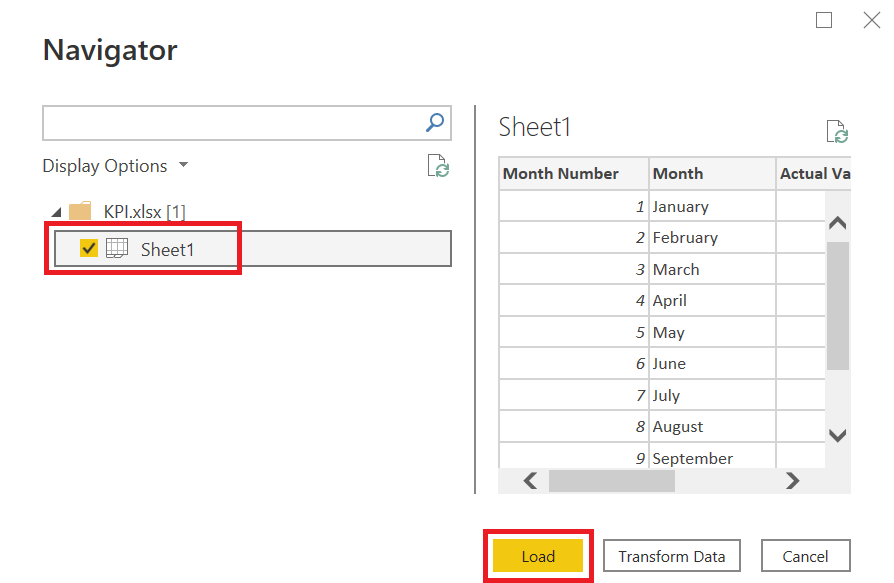 Navigator
Display Options
KPI.xlsx [1]
Sheet1
Sheet1
Month Number Month Actual Va
1 January
2 February
3 March
4 April
5 May
6 June
7 July
8 August
9 September
Load Transform Data Cancel